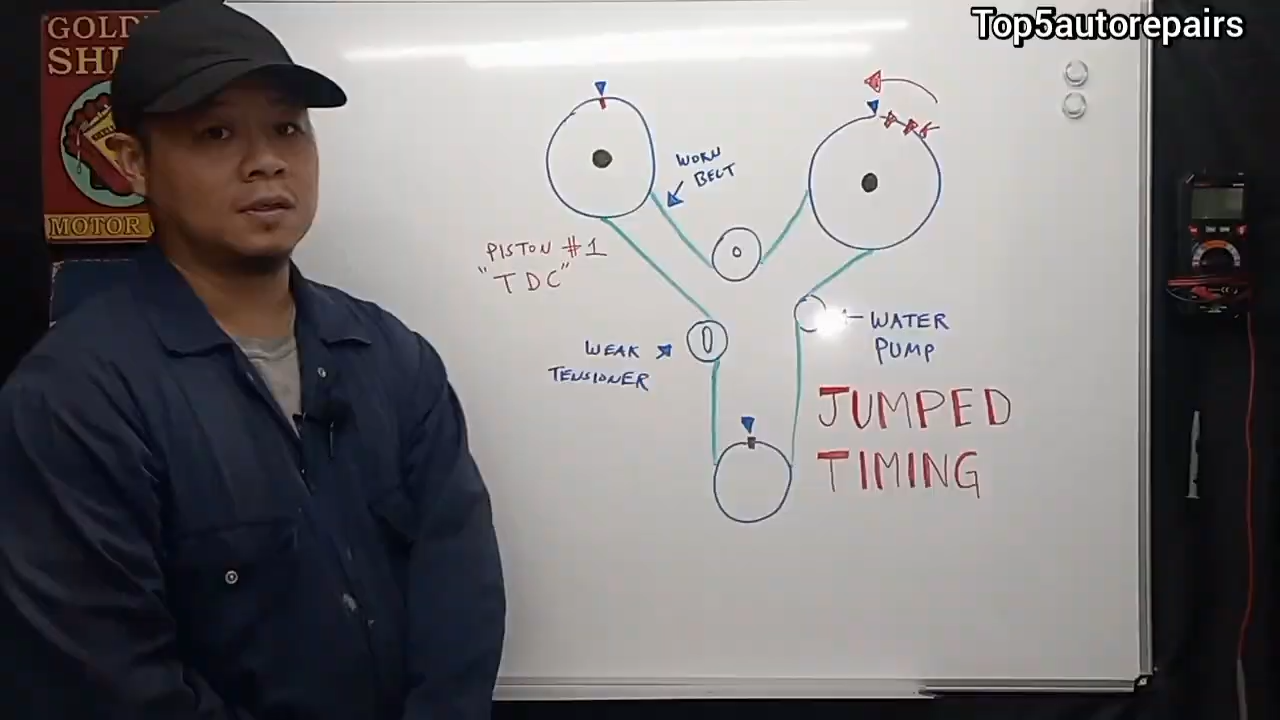 Top5autorepairs
GOLD
SH
MOTOR
WORN
BELT
PISTON #1
"TDC"
WEAK
TENSIONER
WATER
PUMP
JUMPED
TIMING